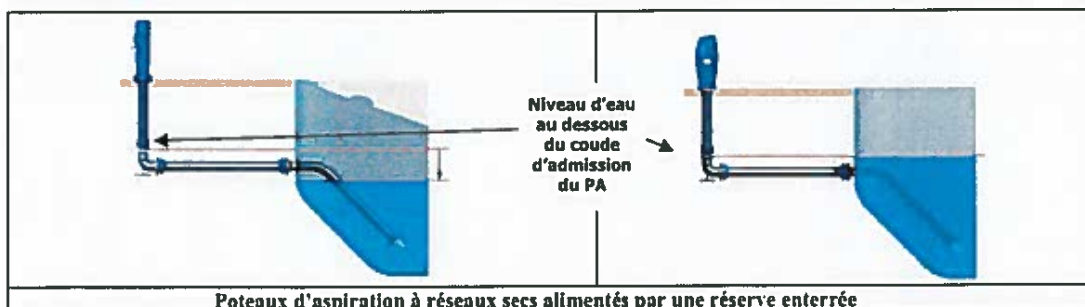 Niveau d'eau
au dessous
du coude
d'admission
du PA
Poteaux d'aspiration à réseaux secs alimentés par une réserve enterrée